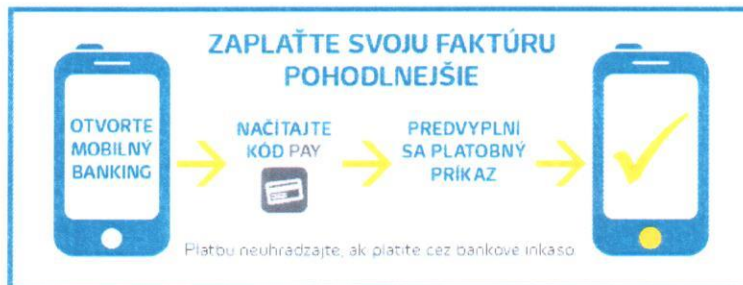 ZAPLAŤTE SVOJU FAKTÚRU
POHODLNEJŠIE
OTVORTE
MOBILNÝ
BANKING
NAČÍTAJTE
KÓD PAY
PREDVYPLNÍ
SA PLATOBNÝ
PRÍKAZ
Platbu neuhrádzajte, ak platíte cez bankové inkaso.